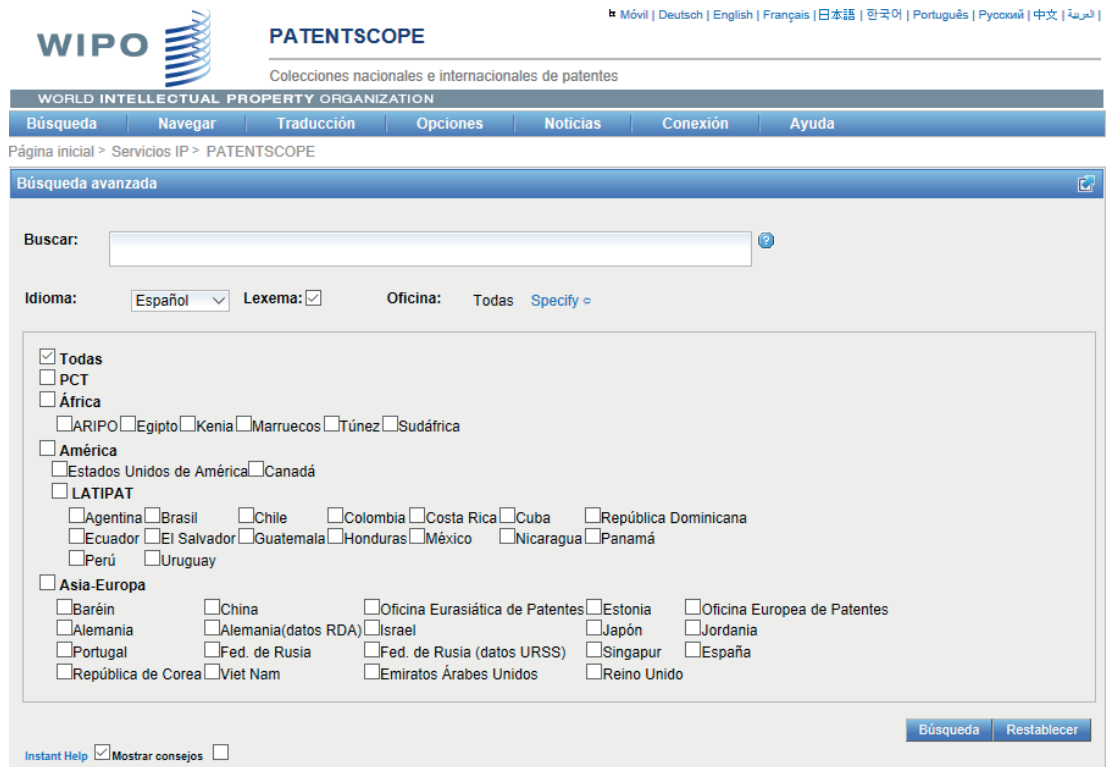 Móvil | Deutsch | English | Français | 日本語 | 한국어 | Português | Русский | 中文 | العربية |
WIPO
PATENTSCOPE
Colecciones nacionales e internacionales de patentes
WORLD INTELLECTUAL PROPERTY ORGANIZATION
Búsqueda Navegar Traducción Opciones Noticias Conexión Ayuda
Página inicial > Servicios IP > PATENTSCOPE
Búsqueda avanzada
Buscar:
Idioma: Español Lexema: Oficina: Todas Specify
Todas
PCT
África
ARIPO Egipto Kenia Marruecos Túnez Sudáfrica
América
Estados Unidos de América Canadá
LATIPAT
Agentina Brasil Chile Colombia Costa Rica Cuba República Dominicana
Ecuador El Salvador Guatemala Honduras México Nicaragua Panamá
Perú Uruguay
Asia-Europa
Baréin China Oficina Eurasiática de Patentes Estonia Oficina Europea de Patentes
Alemania Alemania(datos RDA) Israel Japón Jordania
Portugal Fed. de Rusia Fed. de Rusia (datos URSS) Singapur España
República de Corea Viet Nam Emiratos Árabes Unidos Reino Unido
Búsqueda Restablecer
Instant Help Mostrar consejos